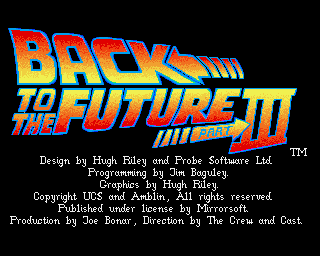 BACK
TO THE FUTURE
PART III
TM
Design by Hugh Riley and Probe Software Ltd
Programming by Jim Baguley.
Graphics by Hugh Riley.
Copyright UCS and Amblin, All rights reserved
Published under license by Mirrorsoft.
Production by Joe Bonar, Direction by The Crew and Cast.